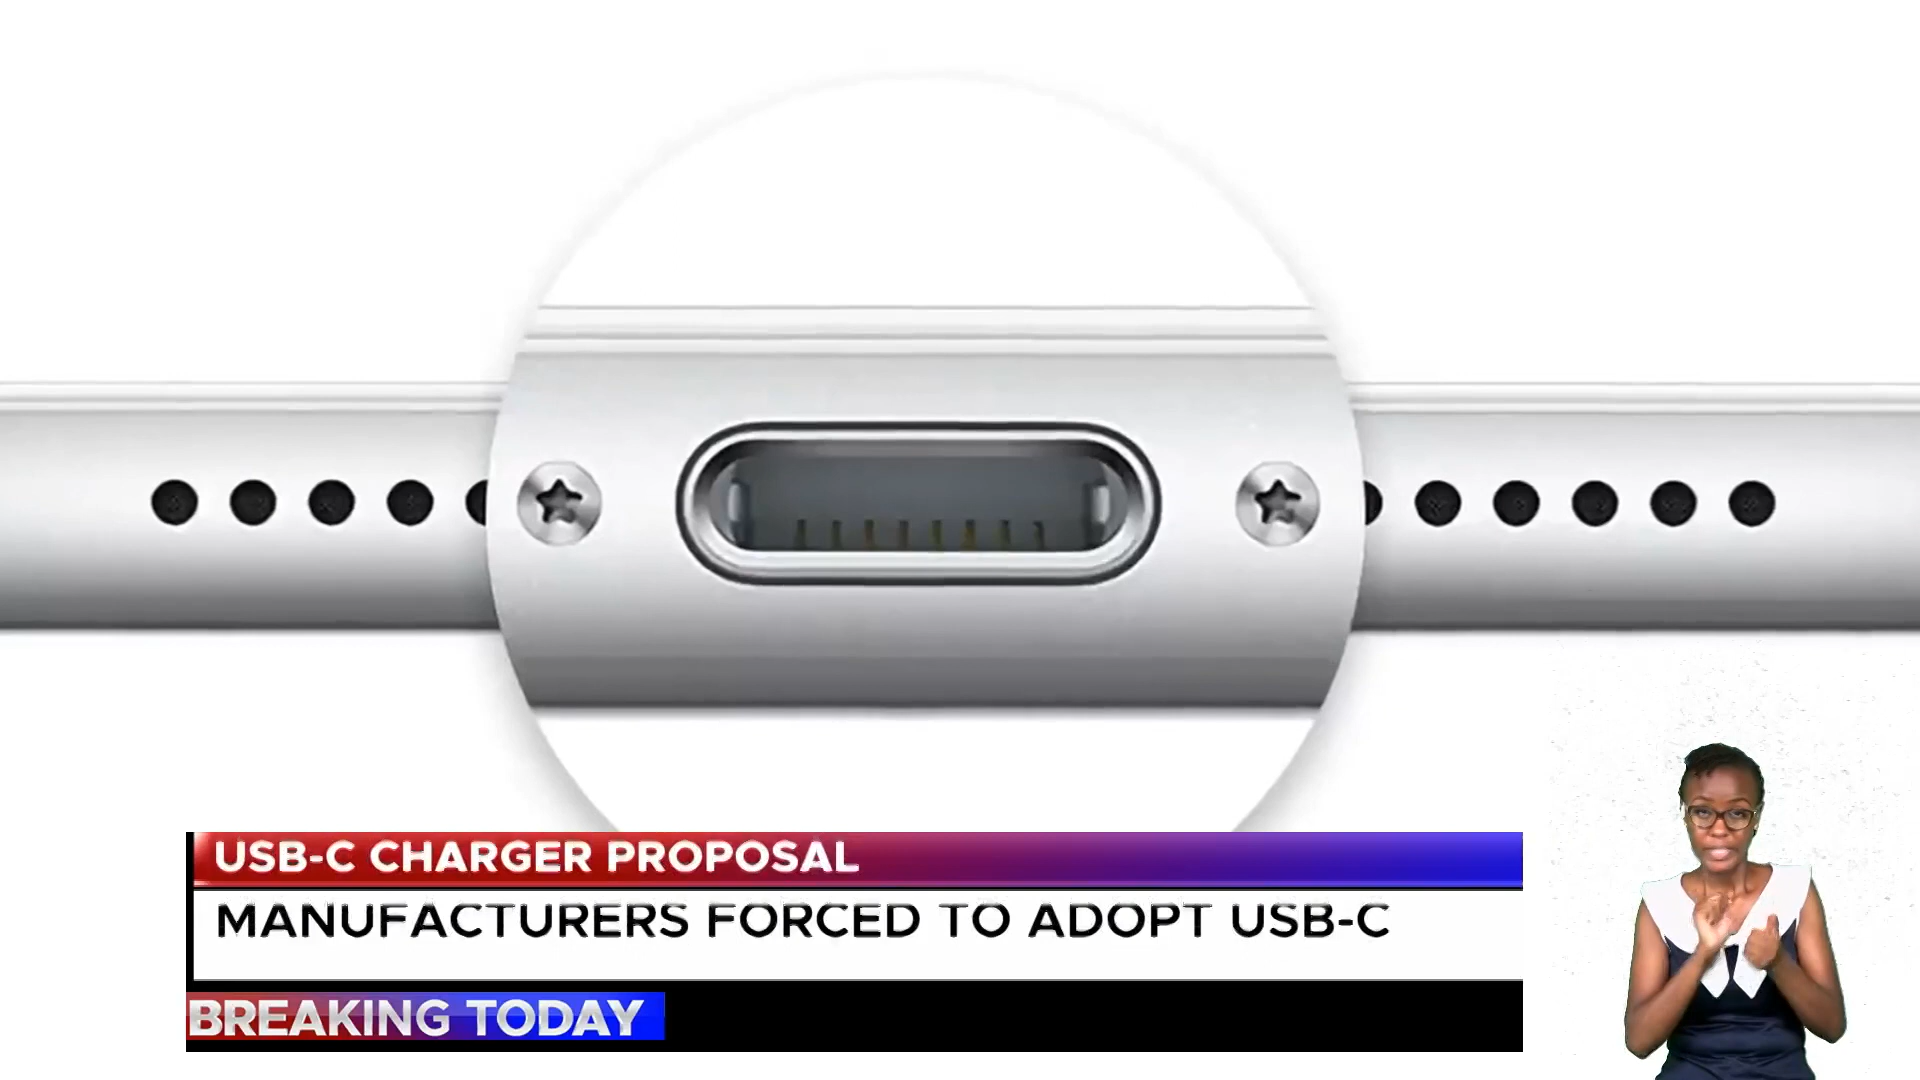 USB-C CHARGER PROPOSAL
MANUFACTURERS FORCED TO ADOPT USB-C
BREAKING TODAY